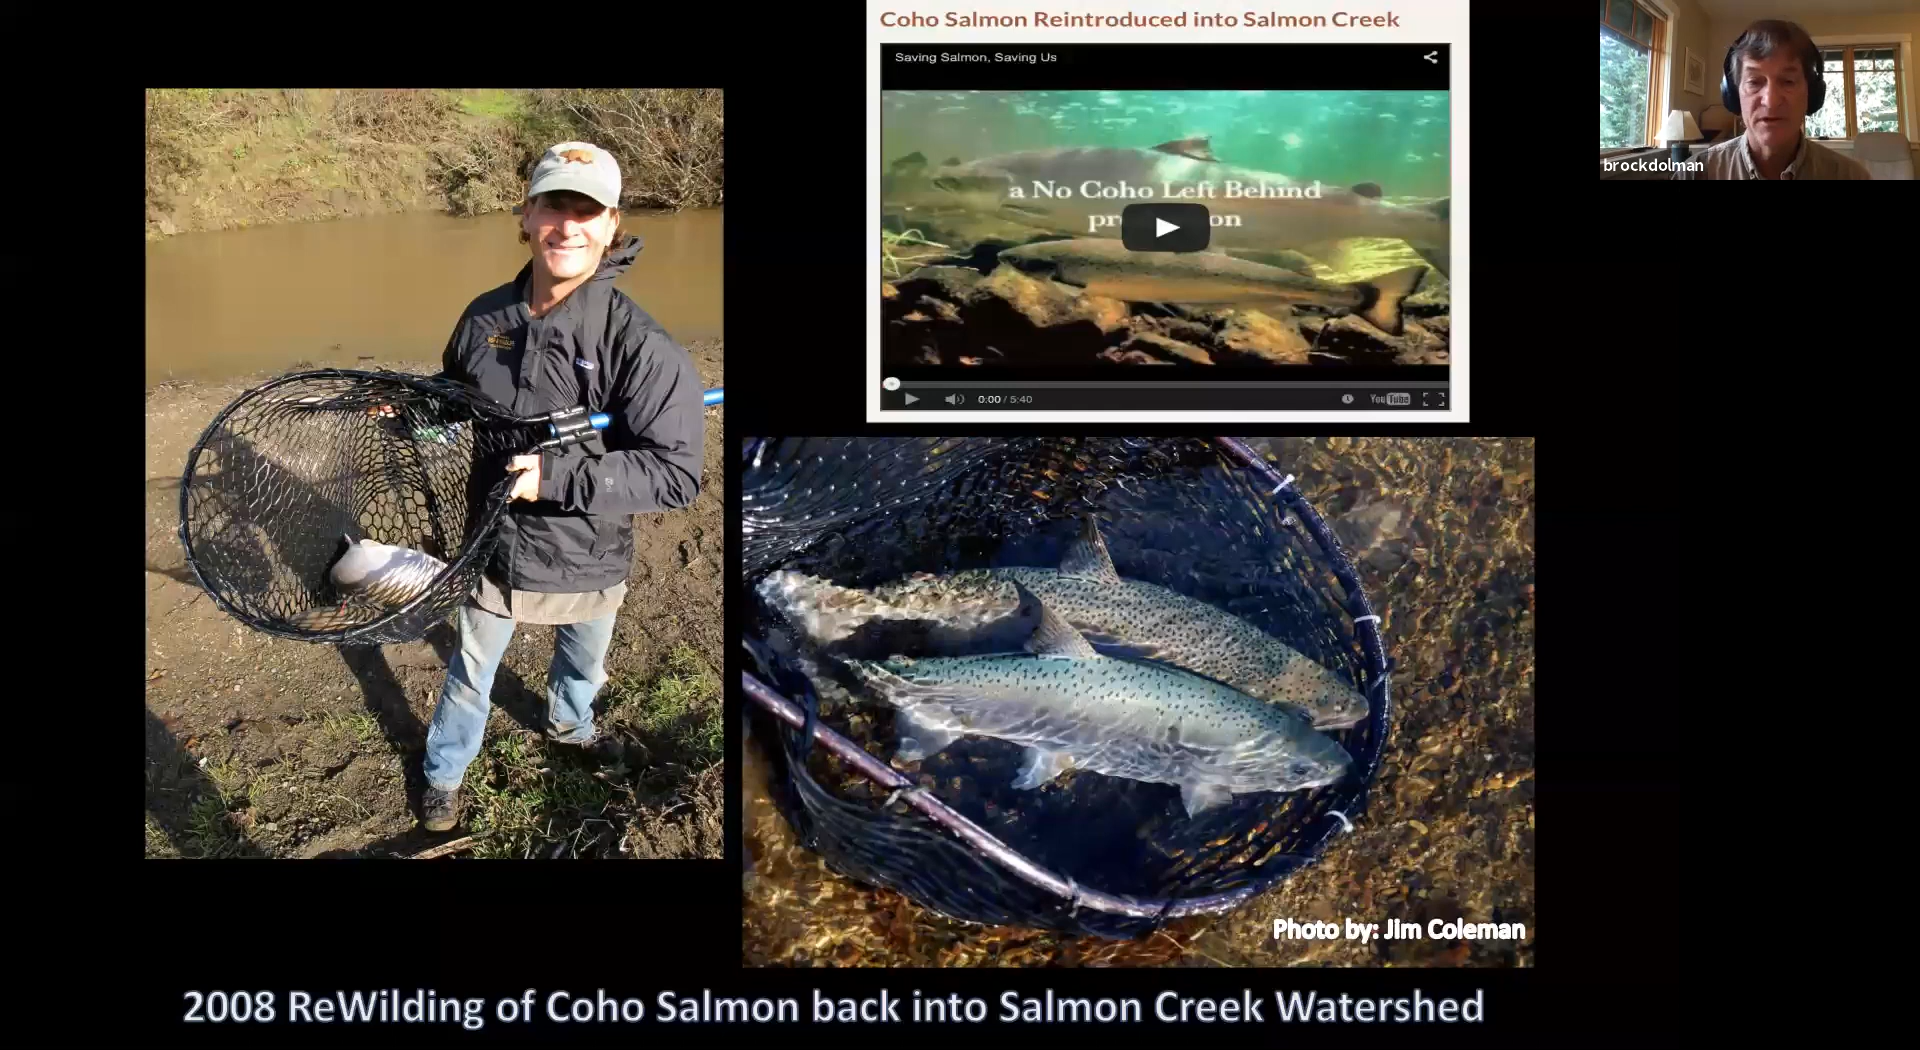 Coho Salmon Reintroduced into Salmon Creek
Saving Salmon, Saving Us
a No Coho Left Behind
0:00 / 5:40
YouTube
brockdolman
Photo by: Jim Coleman
2008 ReWilding of Coho Salmon back into Salmon Creek Watershed